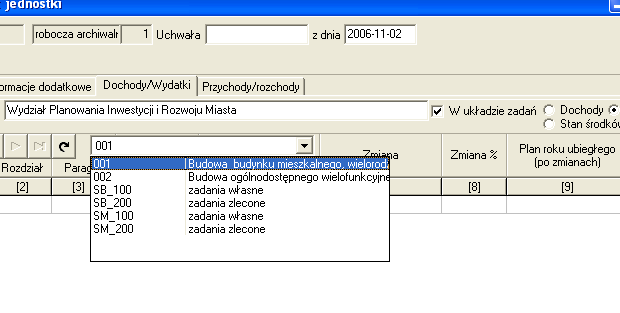 jednostki
robocza archiwaln 1 Uchwała z dnia 2006-11-02
ormacje dodatkowe Dochody/Wydatki Przychody/rozchody
Wydział Planowania Inwestycji i Rozwoju Miasta W układzie zadań Dochody
Stan środków
001
Rozdział Parag Zmiana Zmiana % Plan roku ubiegłego
(po zmianach)
[2] [3] [8] [9]
001 Budowa budynku mieszkalnego, wielorodz
002 Budowa ogólnodostępnego wielofunkcyjne
SB_100 zadania własne
SB_200 zadania zlecone
SM_100 zadania własne
SM_200 zadania zlecone